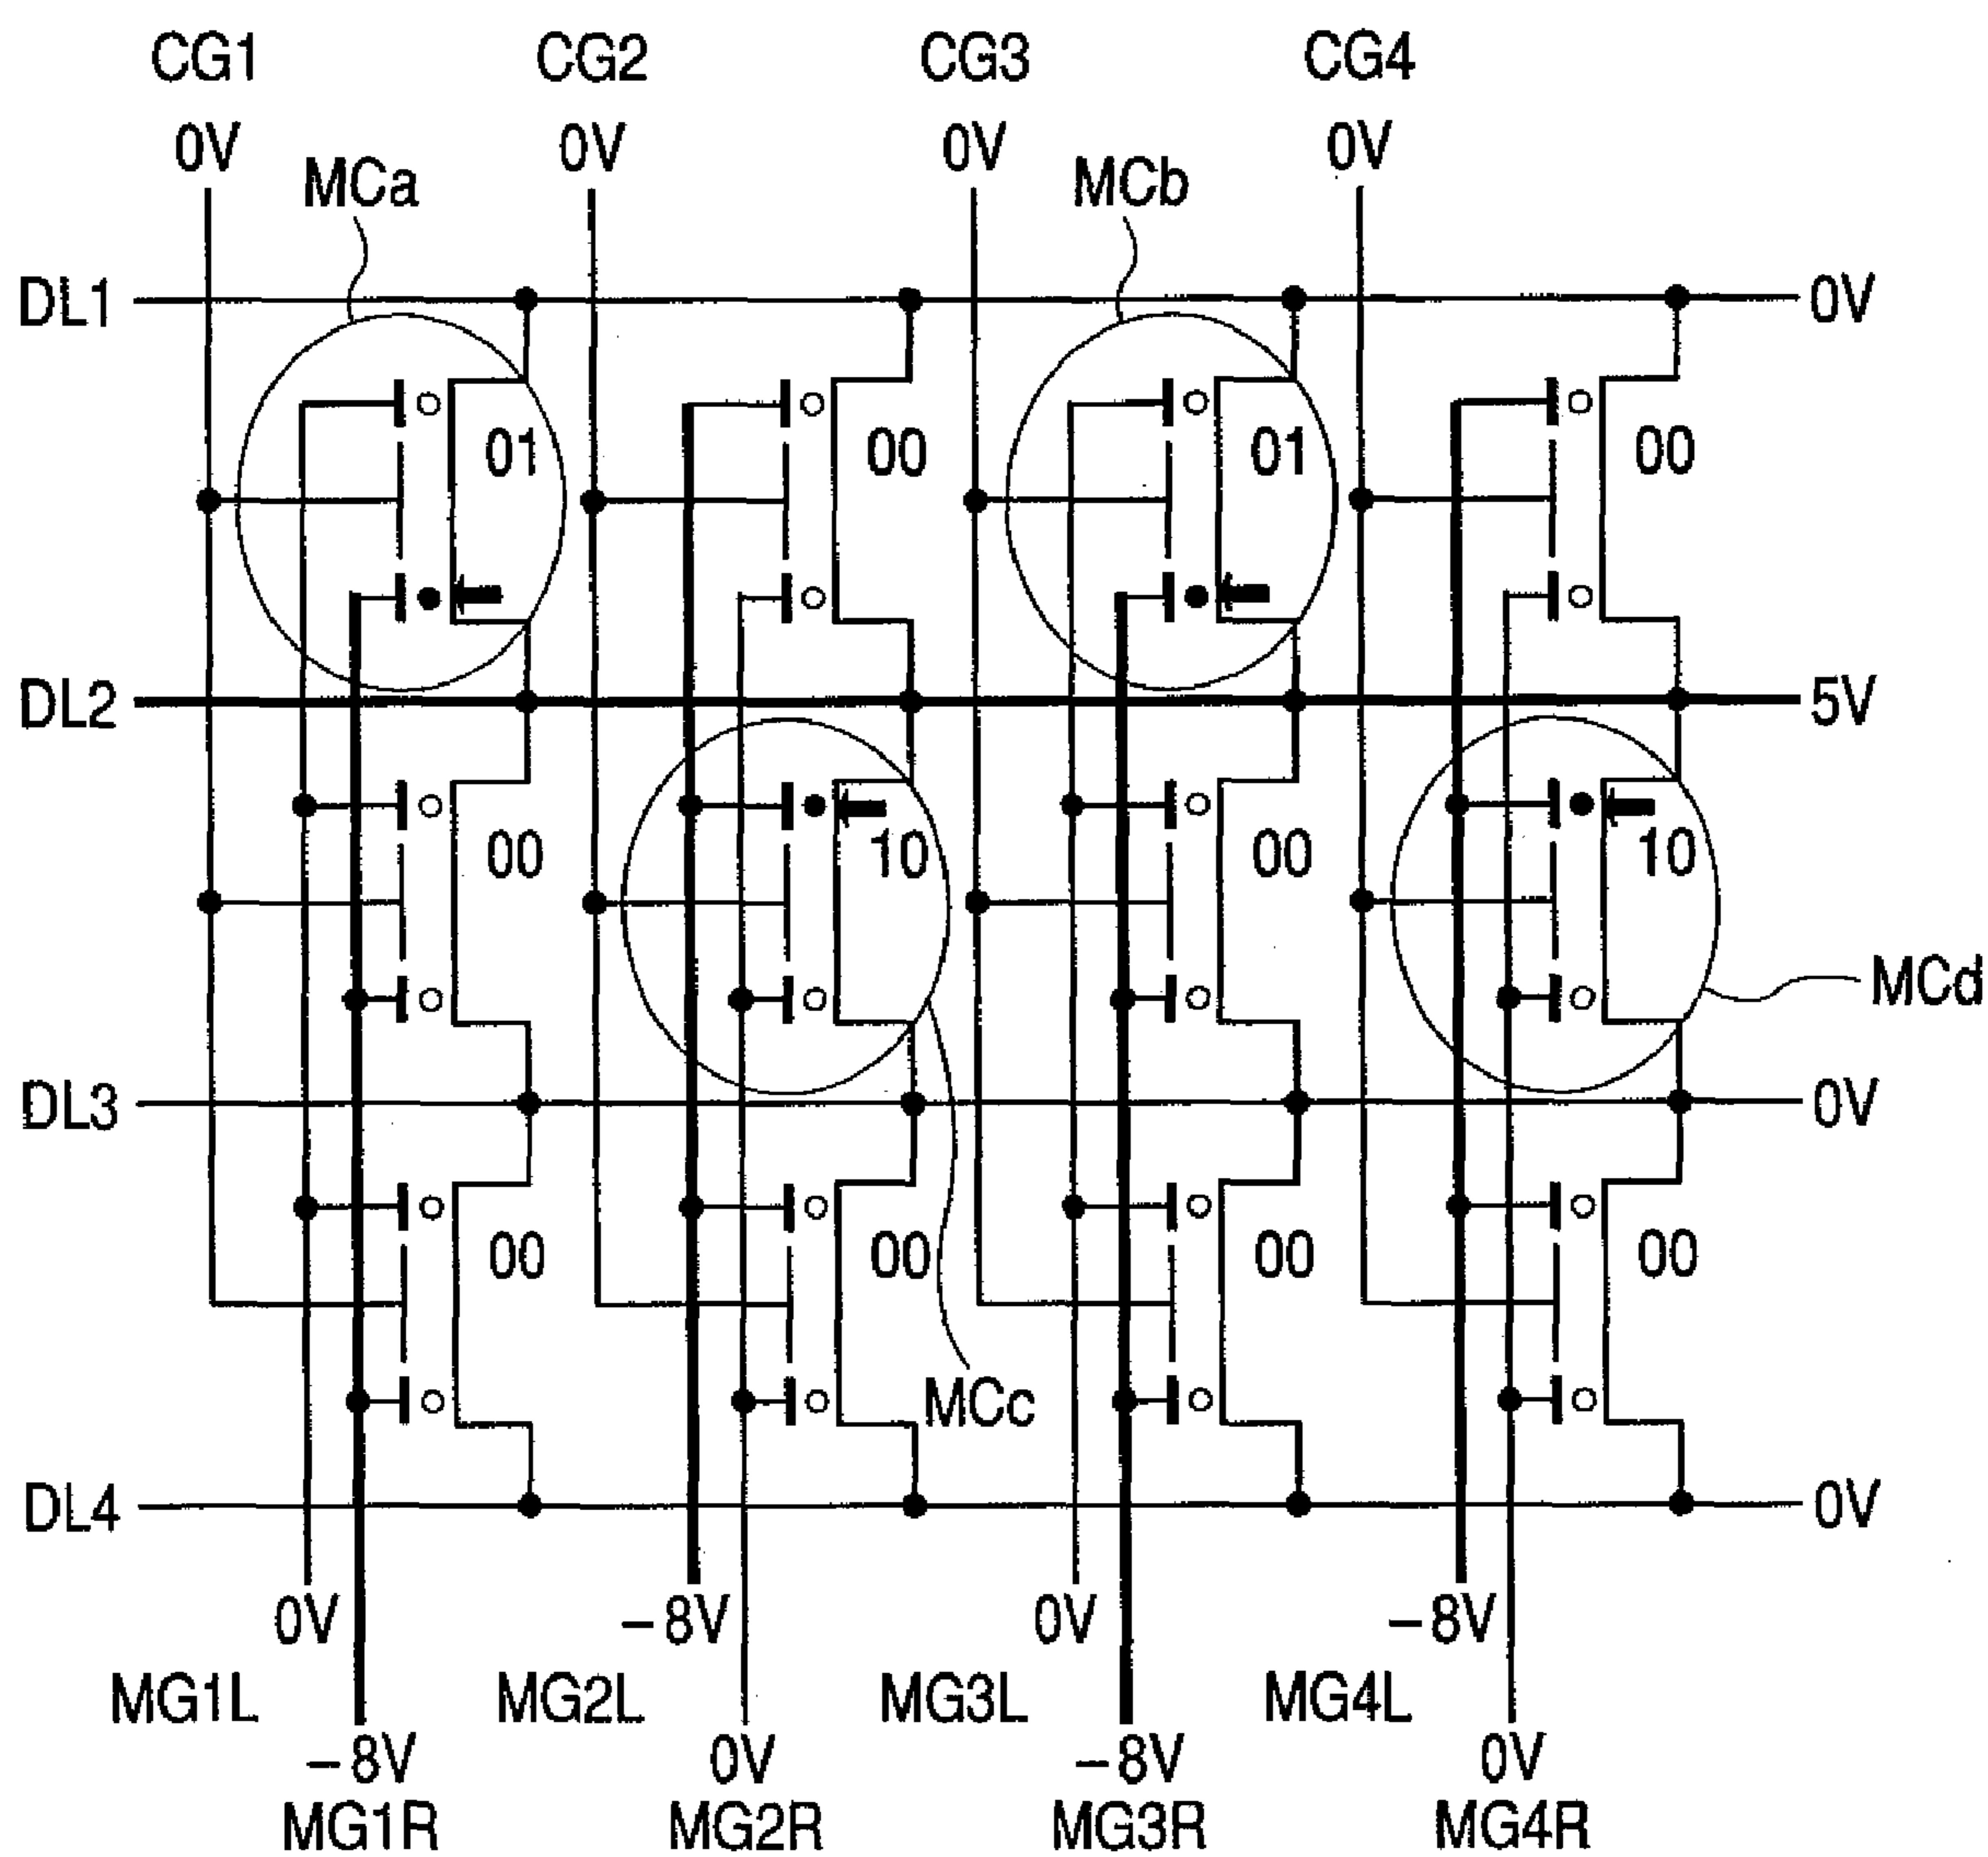 CG1 CG2 CG3 CG4
0V 0V 0V 0V
MCa MCb
DL1 0V
01 00 01 00
DL2 5V
00 10 00 10
MCd
DL3 0V
00 00 00 00
MCc
DL4 0V
0V -8V 0V -8V
MG1L MG2L MG3L MG4L
-8V 0V -8V 0V
MG1R MG2R MG3R MG4R